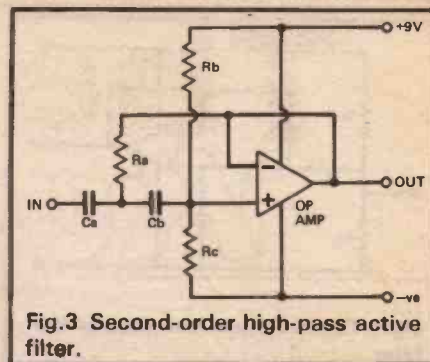 +9V
Rb
Ra
IN
Ca
Cb
−
+
OP
AMP
OUT
Rc
−ve
Fig.3 Second-order high-pass active
filter.